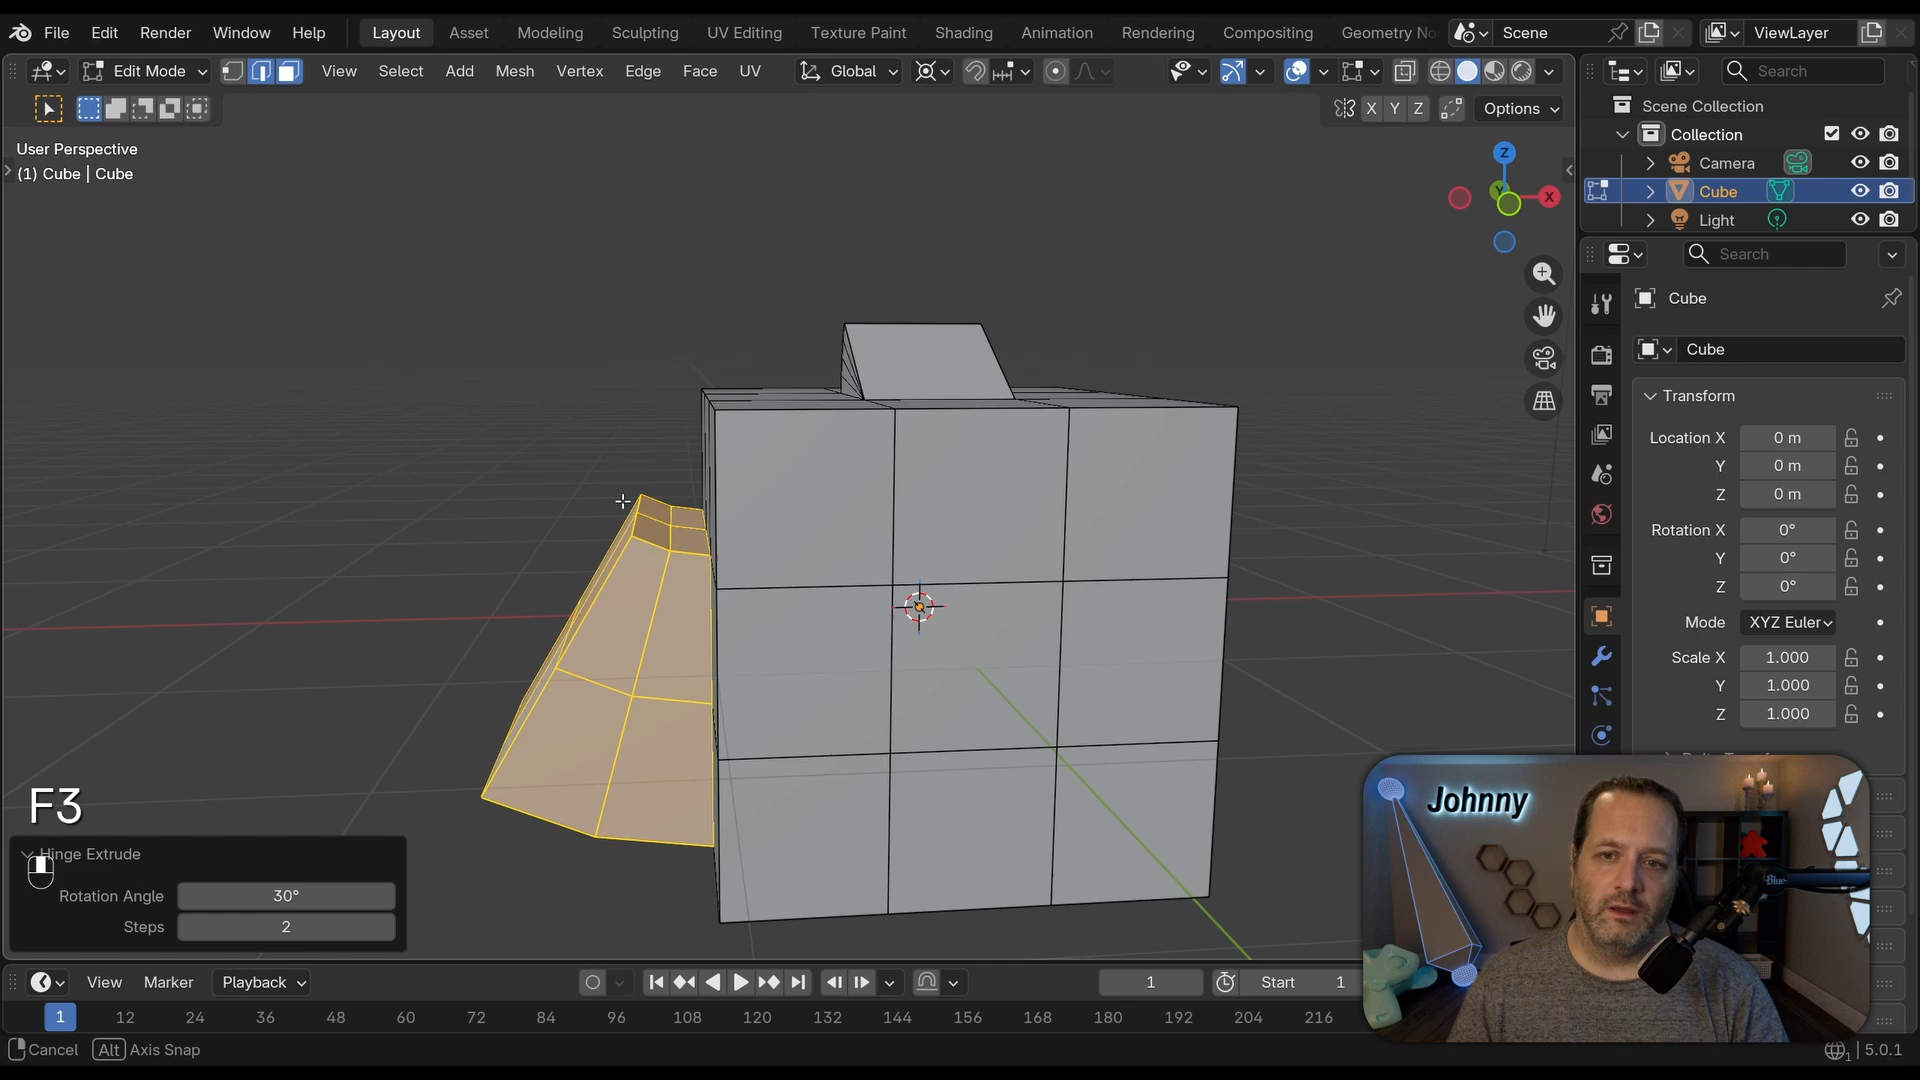 File Edit Render Window Help Layout Asset Modeling Sculpting UV Editing Texture Paint Shading Animation Rendering Compositing Geometry No Scene ViewLayer
Edit Mode View Select Add Mesh Vertex Edge Face UV Global Search
X Y Z Options
Scene Collection
Collection
Camera
Cube
Light
User Perspective
(1) Cube | Cube
Z
X
Y
Search
Cube
Cube
Transform
Location X 0 m
Y 0 m
Z 0 m
Rotation X 0°
Y 0°
Z 0°
Mode XYZ Euler
Scale X 1.000
Y 1.000
Z 1.000
F3
Hinge Extrude
Rotation Angle 30°
Steps 2
Johnny
Blue
View Marker Playback 1 Start 1
1 12 24 36 48 60 72 84 96 108 120 132 144 156 168 180 192 204 216
Cancel Alt Axis Snap 1 5.0.1